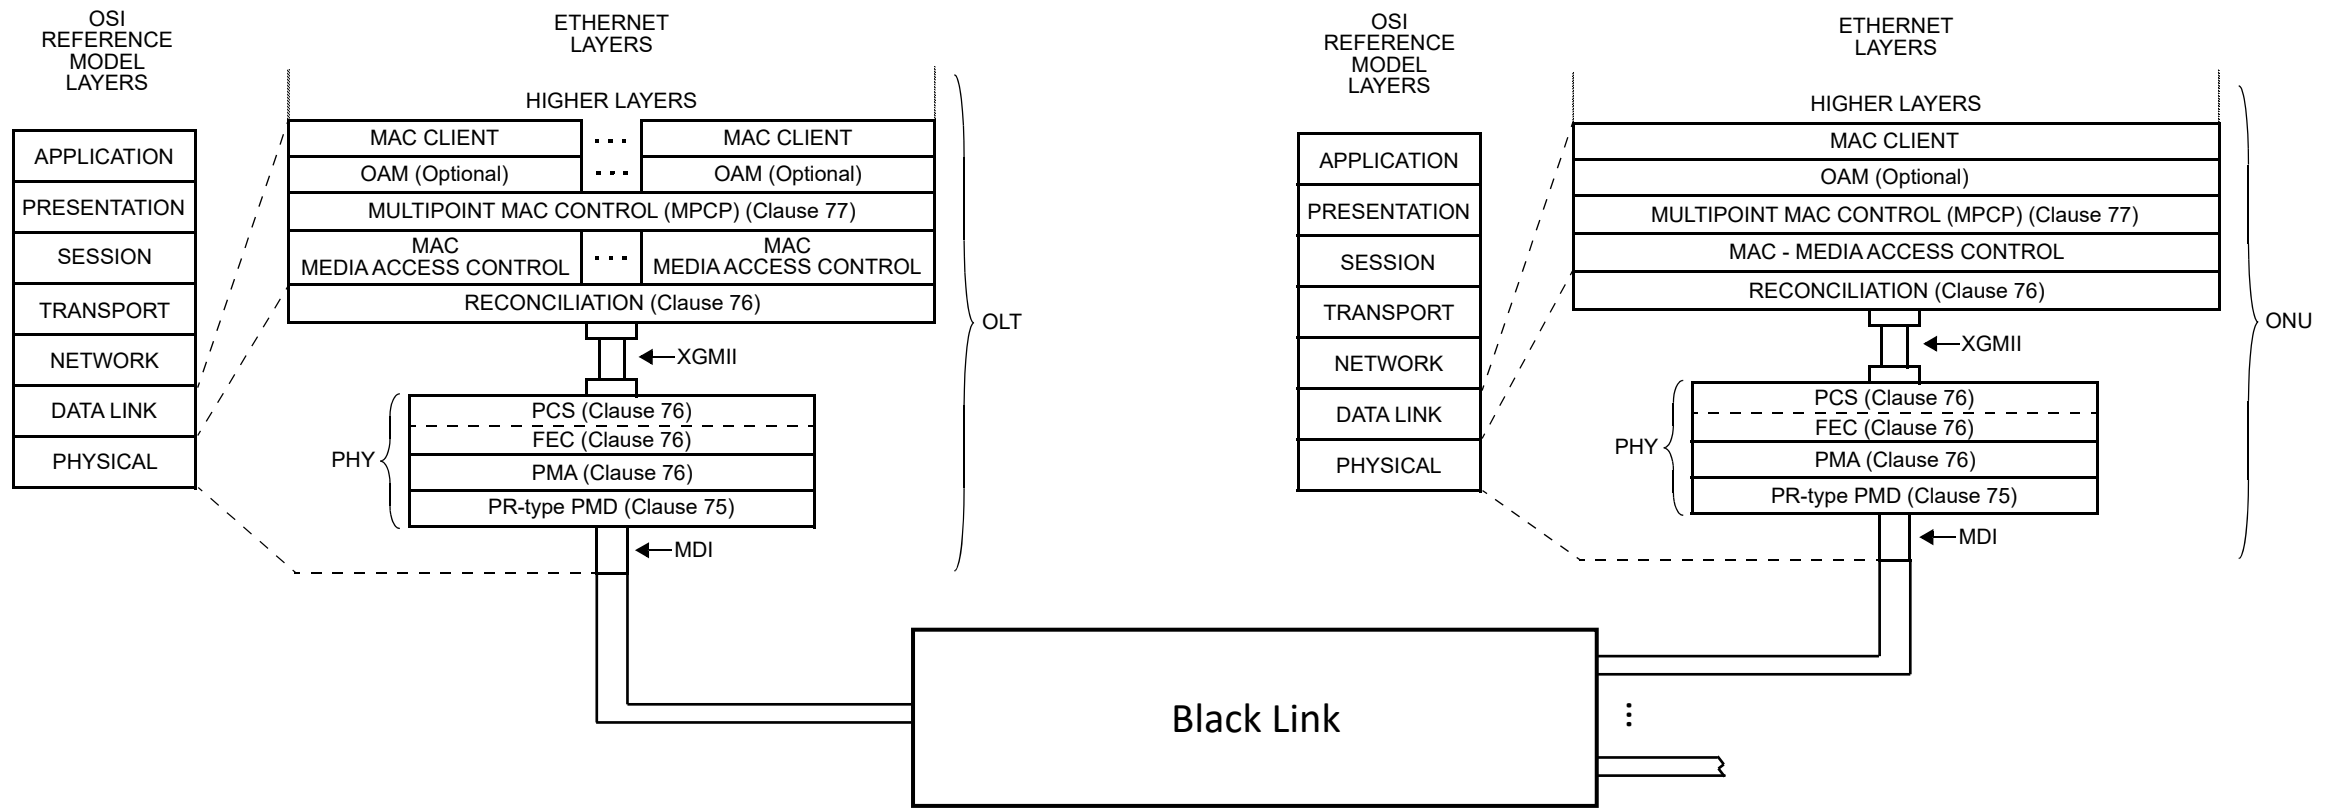 OSI
REFERENCE
MODEL
LAYERS
APPLICATION
PRESENTATION
SESSION
TRANSPORT
NETWORK
DATA LINK
PHYSICAL
ETHERNET
LAYERS
HIGHER LAYERS
MAC CLIENT ... MAC CLIENT
OAM (Optional) ... OAM (Optional)
MULTIPOINT MAC CONTROL (MPCP) (Clause 77)
MAC
MEDIA ACCESS CONTROL
...
MAC
MEDIA ACCESS CONTROL
RECONCILIATION (Clause 76)
XGMII
PCS (Clause 76)
FEC (Clause 76)
PMA (Clause 76)
PR-type PMD (Clause 75)
PHY
MDI
OLT
OSI
REFERENCE
MODEL
LAYERS
APPLICATION
PRESENTATION
SESSION
TRANSPORT
NETWORK
DATA LINK
PHYSICAL
ETHERNET
LAYERS
HIGHER LAYERS
MAC CLIENT
OAM (Optional)
MULTIPOINT MAC CONTROL (MPCP) (Clause 77)
MAC - MEDIA ACCESS CONTROL
RECONCILIATION (Clause 76)
XGMII
PCS (Clause 76)
FEC (Clause 76)
PMA (Clause 76)
PR-type PMD (Clause 75)
PHY
MDI
ONU
Black Link